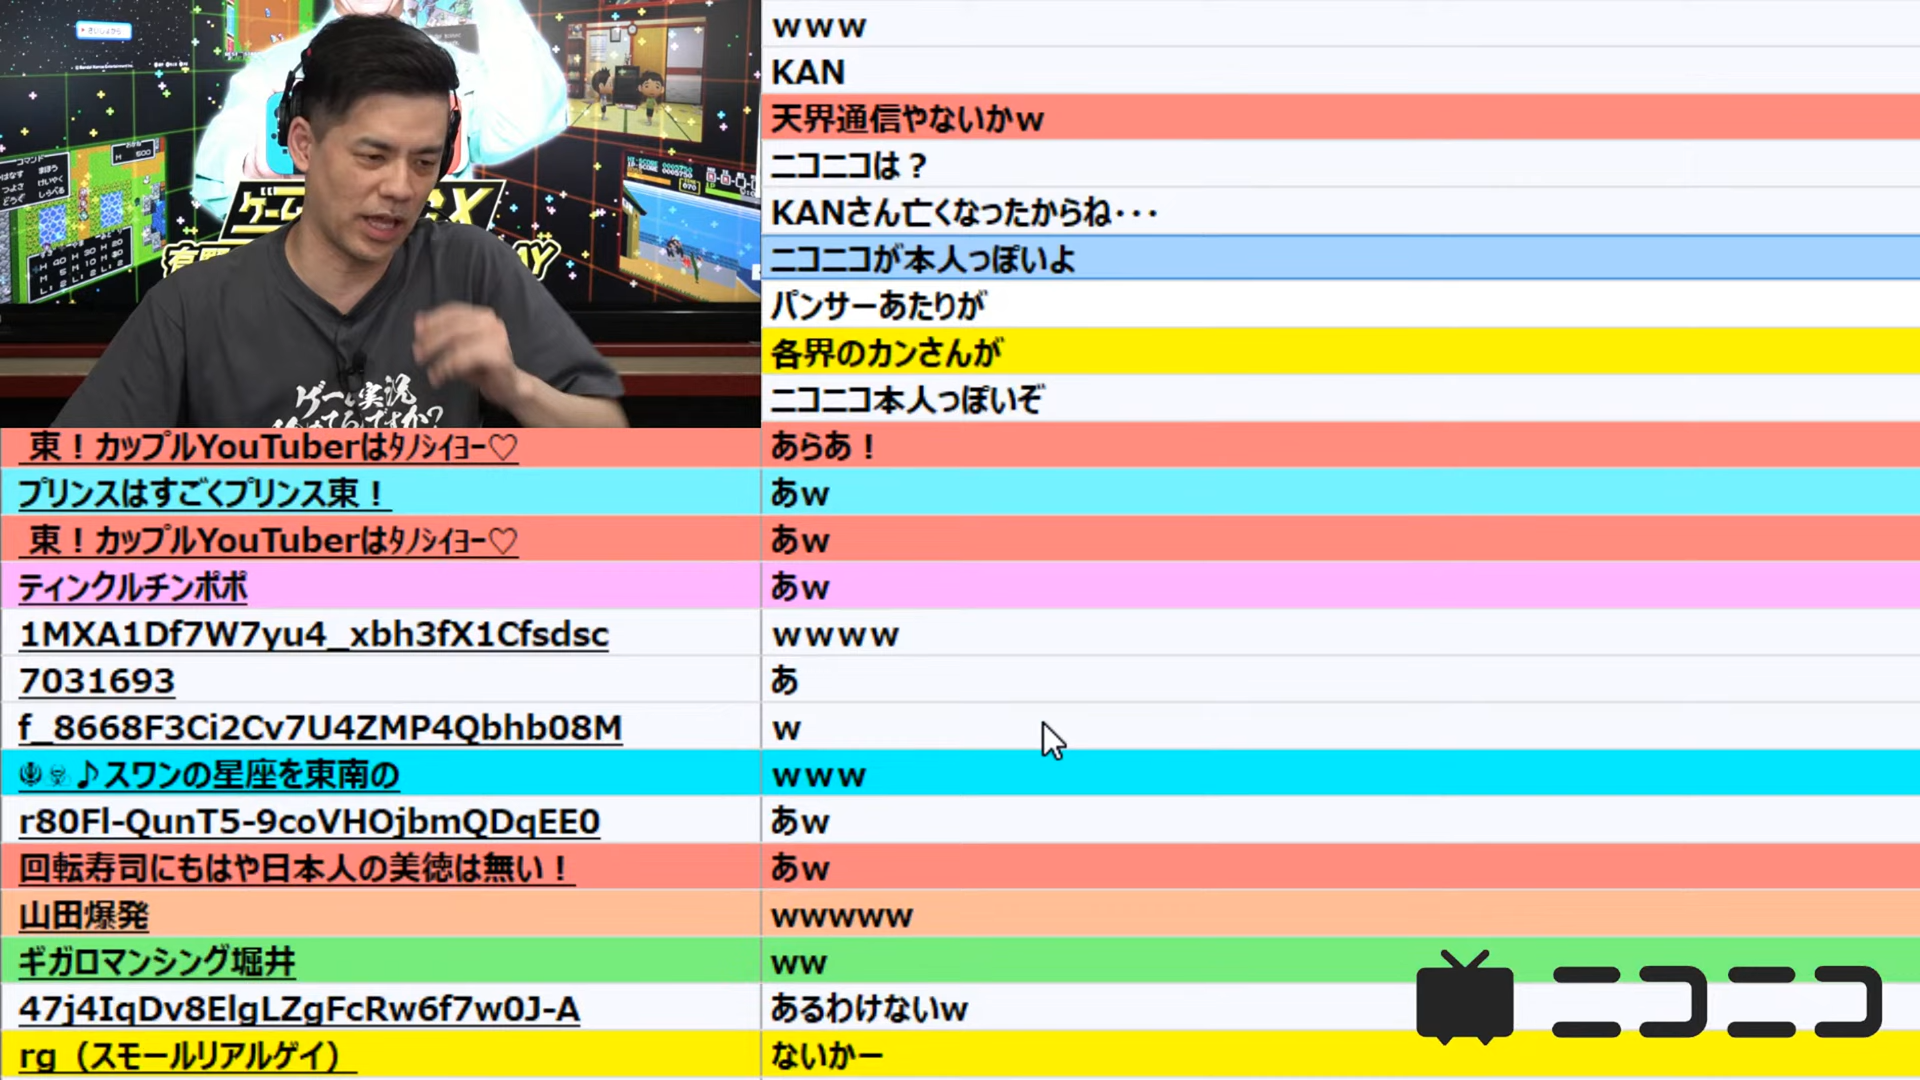 www
KAN
天界通信やないかw
ニコニコは？
KANさん亡くなったからね･･･
ニコニコが本人っぽいよ
パンサーあたりが
各界のカンさんが
ニコニコ本人っぽいぞ
東！カップルYouTuberはﾀﾉｼｲﾖｰ♡ あらあ！
プリンスはすごくプリンス東！ あw
東！カップルYouTuberはﾀﾉｼｲﾖｰ♡ あw
ティンクルチンポポ あw
1MXA1Df7W7yu4_xbh3fX1Cfsdsc wwww
7031693 あ
f_8668F3Ci2Cv7U4ZMP4Qbhb08M w
♪スワンの星座を東南の www
r80Fl-QunT5-9coVHOjbmQDqEE0 あw
回転寿司にもはや日本人の美徳は無い！ あw
山田爆発 wwwww
ギガロマンシング堀井 ww
47j4IqDv8ElgLZgFcRw6f7w0J-A あるわけないw
rg（スモールリアルゲイ） ないかー
ニコニコ